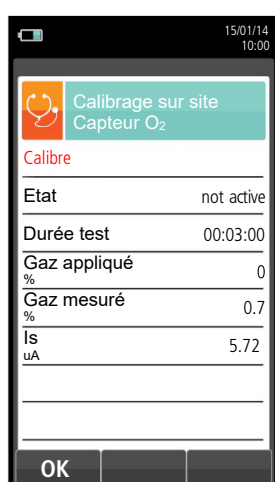 15/01/14
10:00
Calibrage sur site
Capteur O₂
Calibre
Etat not active
Durée test 00:03:00
Gaz appliqué
% 0
Gaz mesuré
% 0.7
Is
uA 5.72
OK